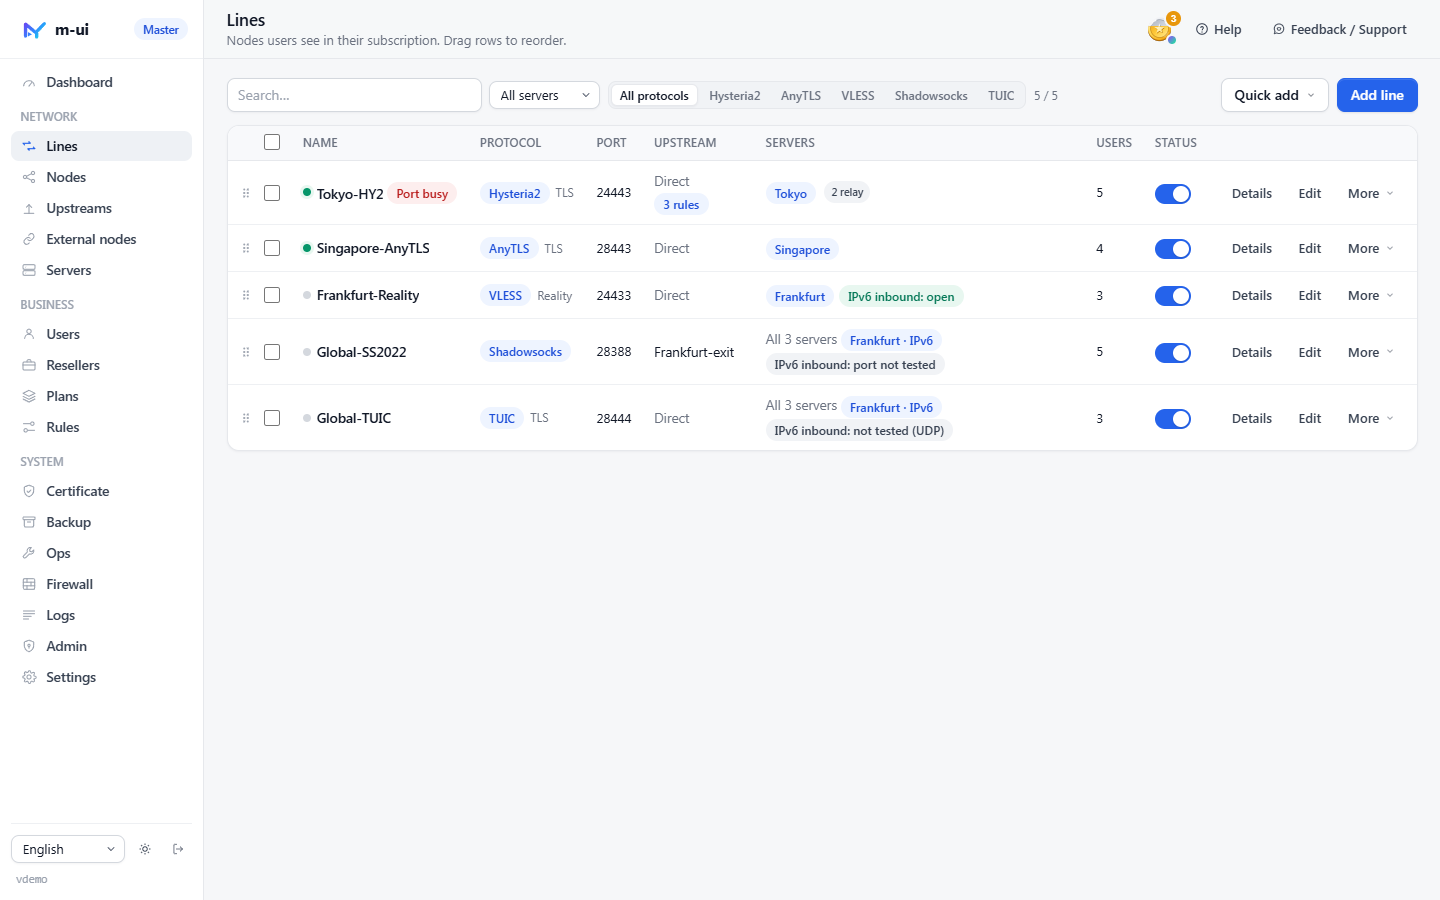 m-ui
Master
Dashboard
NETWORK
Lines
Nodes
Upstreams
External nodes
Servers
BUSINESS
Users
Resellers
Plans
Rules
SYSTEM
Certificate
Backup
Ops
Firewall
Logs
Admin
Settings
English
vdemo
Lines
Nodes users see in their subscription. Drag rows to reorder.
3
Help
Feedback / Support
Search...
All servers
All protocols Hysteria2 AnyTLS VLESS Shadowsocks TUIC
5 / 5
Quick add
Add line
NAME PROTOCOL PORT UPSTREAM SERVERS USERS STATUS
Tokyo-HY2 Port busy Hysteria2 TLS 24443 Direct 3 rules Tokyo 2 relay 5 Details Edit More
Singapore-AnyTLS AnyTLS TLS 28443 Direct Singapore 4 Details Edit More
Frankfurt-Reality VLESS Reality 24433 Direct Frankfurt IPv6 inbound: open 3 Details Edit More
Global-SS2022 Shadowsocks 28388 Frankfurt-exit All 3 servers Frankfurt · IPv6 IPv6 inbound: port not tested 5 Details Edit More
Global-TUIC TUIC TLS 28444 Direct All 3 servers Frankfurt · IPv6 IPv6 inbound: not tested (UDP) 3 Details Edit More